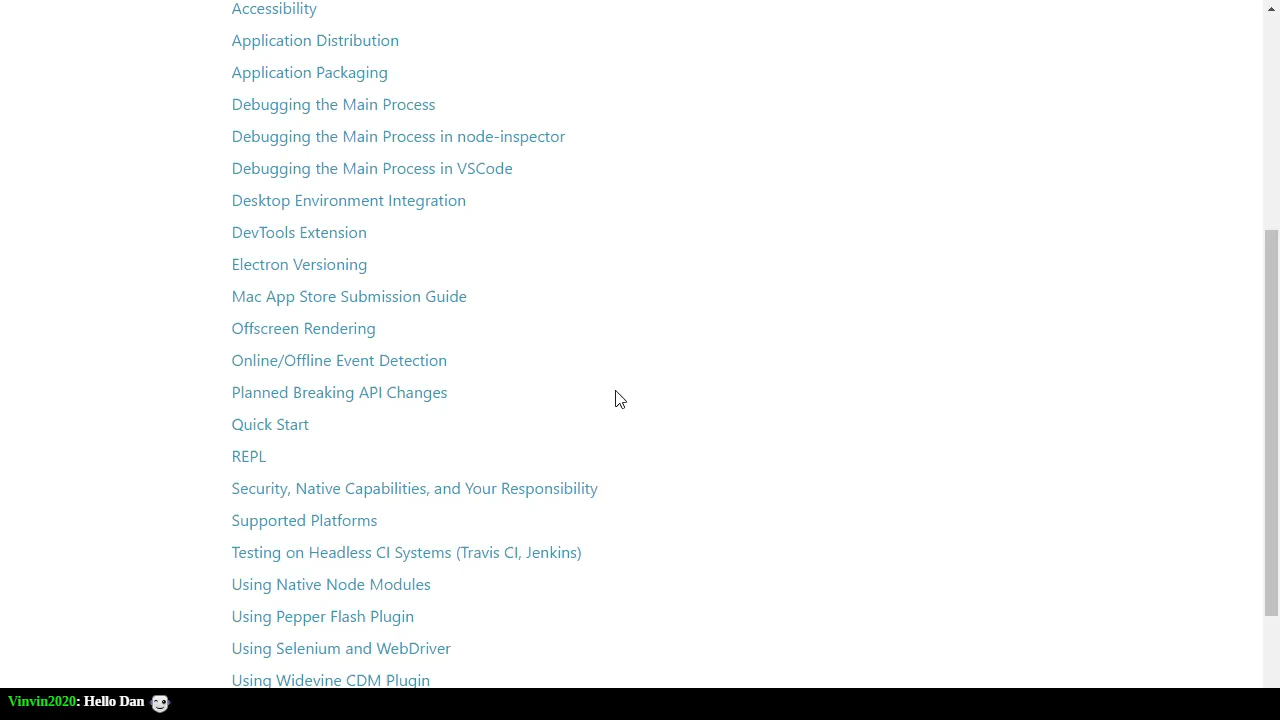 Accessibility
Application Distribution
Application Packaging
Debugging the Main Process
Debugging the Main Process in node-inspector
Debugging the Main Process in VSCode
Desktop Environment Integration
DevTools Extension
Electron Versioning
Mac App Store Submission Guide
Offscreen Rendering
Online/Offline Event Detection
Planned Breaking API Changes
Quick Start
REPL
Security, Native Capabilities, and Your Responsibility
Supported Platforms
Testing on Headless CI Systems (Travis CI, Jenkins)
Using Native Node Modules
Using Pepper Flash Plugin
Using Selenium and WebDriver
Using Widevine CDM Plugin
Vinvin2020: Hello Dan